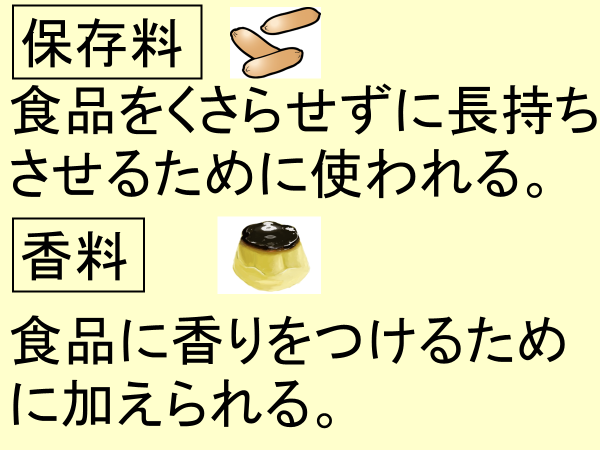 保存料
食品をくさらせずに長持ち
させるために使われる。
香料
食品に香りをつけるため
に加えられる。